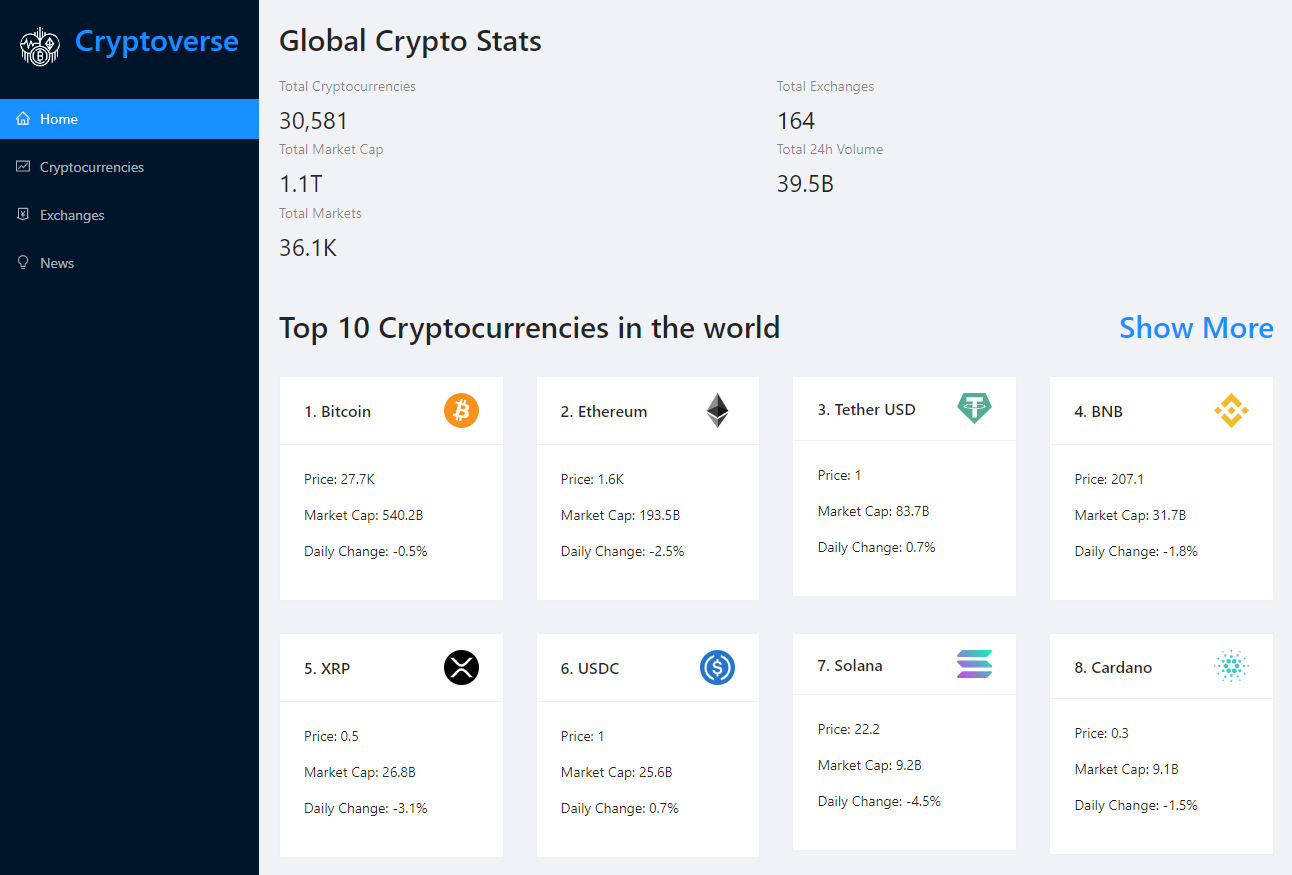 Cryptoverse
Home
Cryptocurrencies
Exchanges
News
Global Crypto Stats
Total Cryptocurrencies
30,581
Total Exchanges
164
Total Market Cap
1.1T
Total 24h Volume
39.5B
Total Markets
36.1K
Top 10 Cryptocurrencies in the world
Show More
1. Bitcoin
Price: 27.7K
Market Cap: 540.2B
Daily Change: -0.5%
2. Ethereum
Price: 1.6K
Market Cap: 193.5B
Daily Change: -2.5%
3. Tether USD
Price: 1
Market Cap: 83.7B
Daily Change: 0.7%
4. BNB
Price: 207.1
Market Cap: 31.7B
Daily Change: -1.8%
5. XRP
Price: 0.5
Market Cap: 26.8B
Daily Change: -3.1%
6. USDC
Price: 1
Market Cap: 25.6B
Daily Change: 0.7%
7. Solana
Price: 22.2
Market Cap: 9.2B
Daily Change: -4.5%
8. Cardano
Price: 0.3
Market Cap: 9.1B
Daily Change: -1.5%